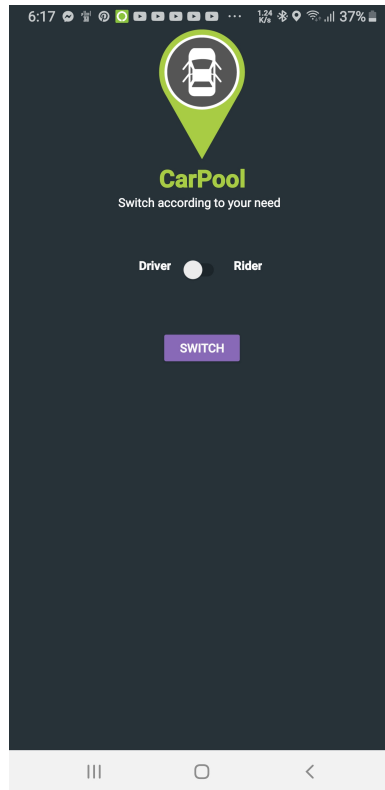 6:17 ... 1.24 K/s 37%
CarPool
Switch according to your need
Driver Rider
SWITCH